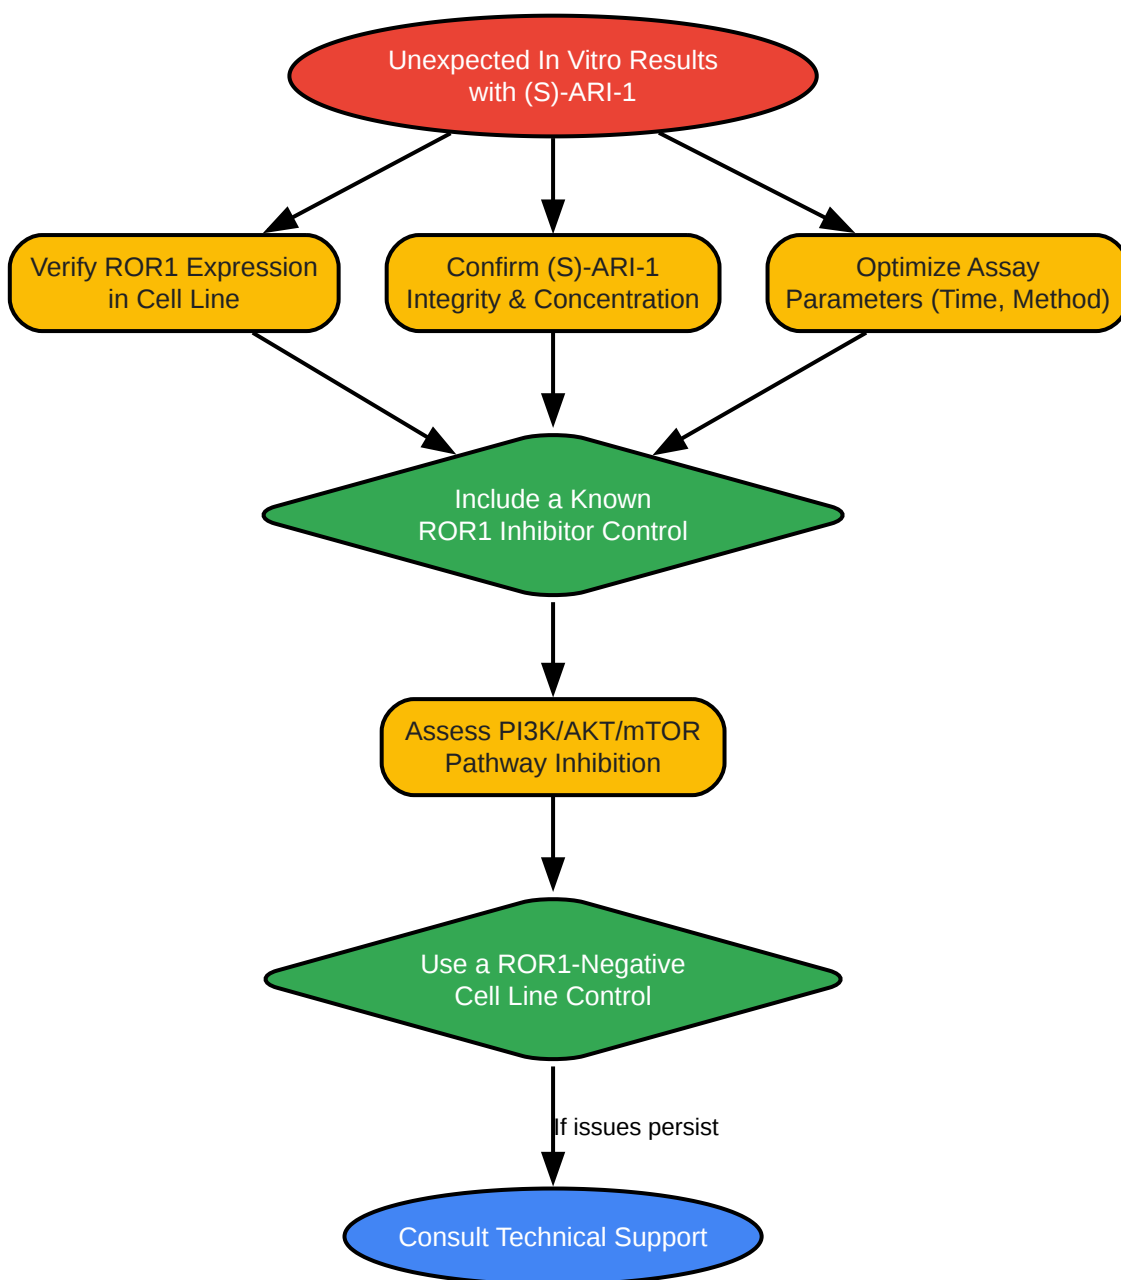 Unexpected In Vitro Results
with (S)-ARI-1
Verify ROR1 Expression
in Cell Line
Confirm (S)-ARI-1
Integrity & Concentration
Optimize Assay
Parameters (Time, Method)
Include a Known
ROR1 Inhibitor Control
Assess PI3K/AKT/mTOR
Pathway Inhibition
Use a ROR1-Negative
Cell Line Control
If issues persist
Consult Technical Support